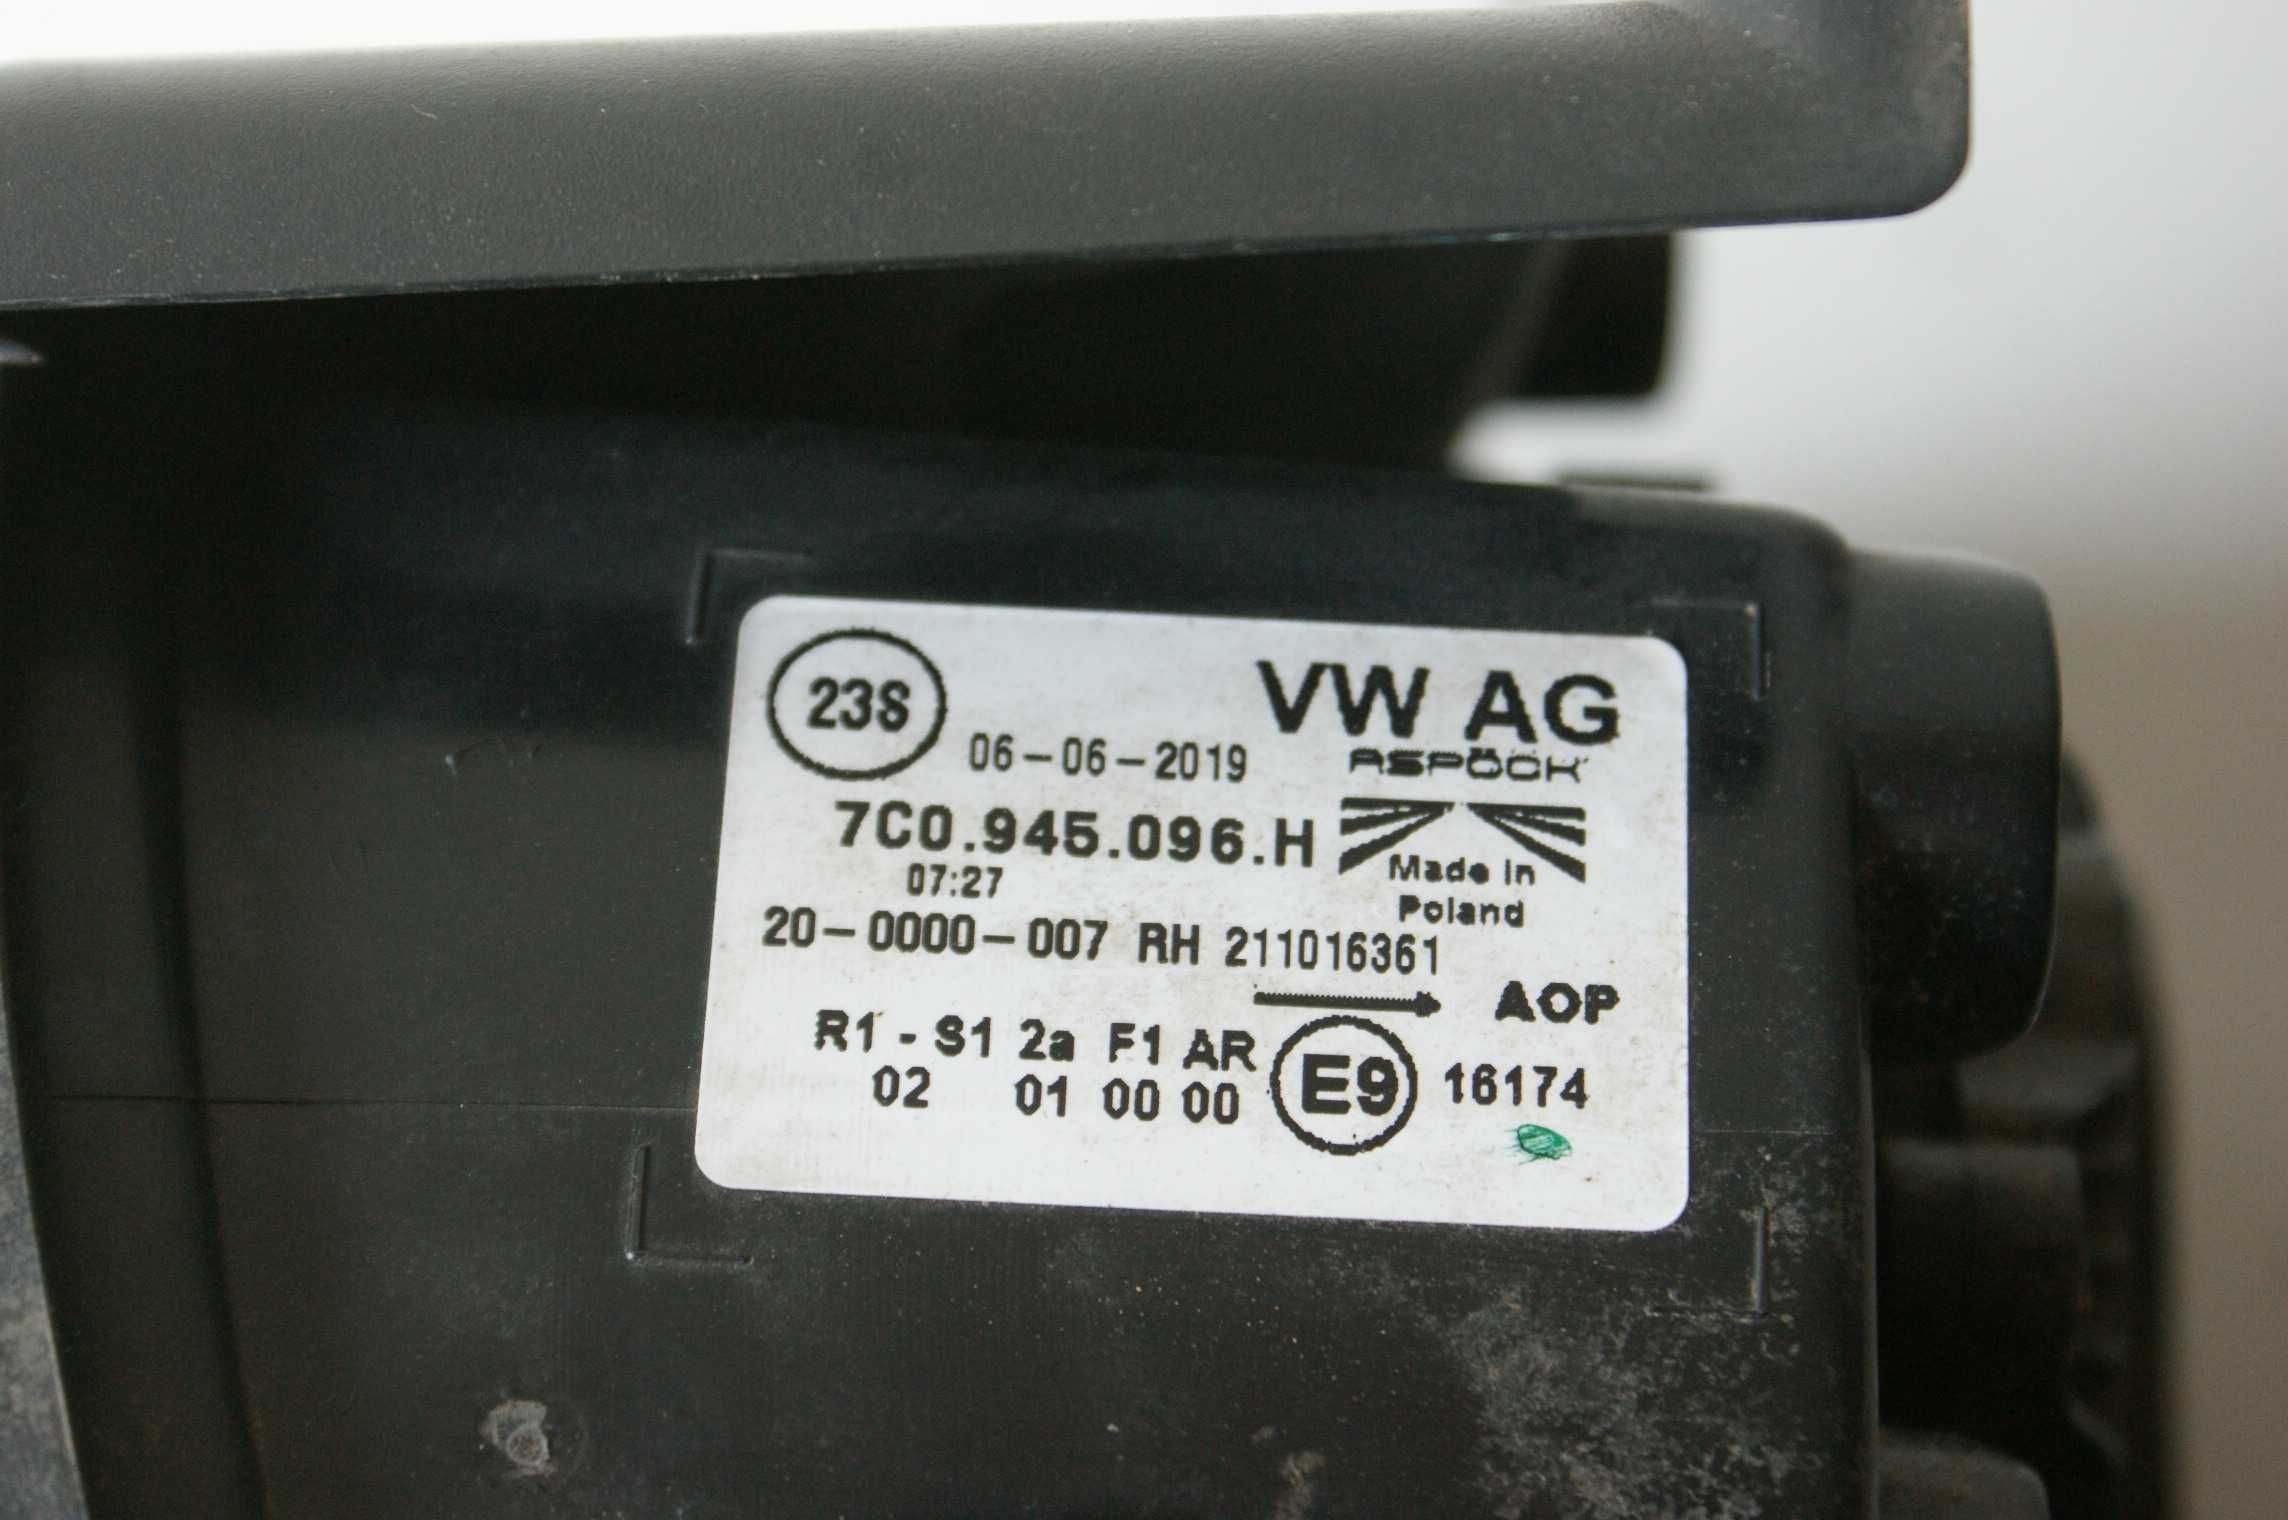 23S
VW AG
06-06-2019
ASPÖCK
7C0.945.096.H
Made in
Poland
07:27
20-0000-007 RH 211016361
AOP
R1 - S1 2a F1 AR
02 01 00 00
E9
16174